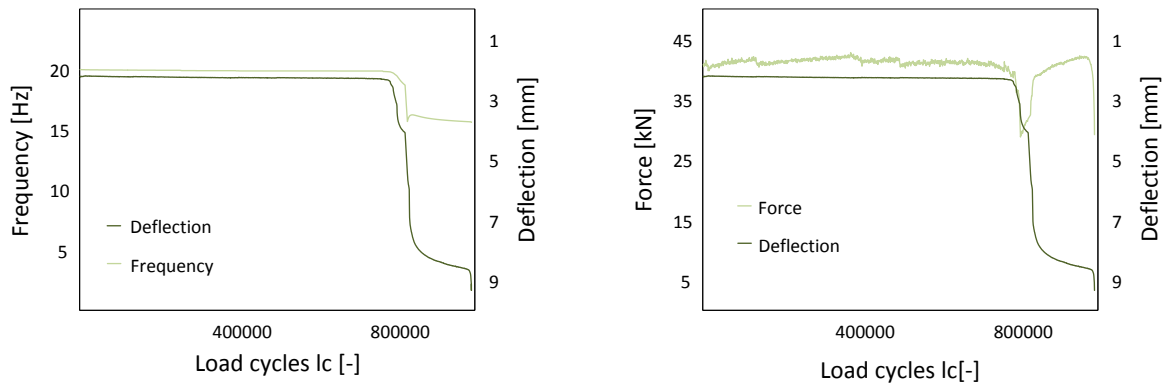 Frequency [Hz]
20
15
10
5
1
3
5
7
9
Deflection [mm]
Deflection
Frequency
400000
800000
Load cycles lc [-]
Force [kN]
45
35
25
15
5
1
3
5
7
9
Deflection [mm]
Force
Deflection
400000
800000
Load cycles lc[-]